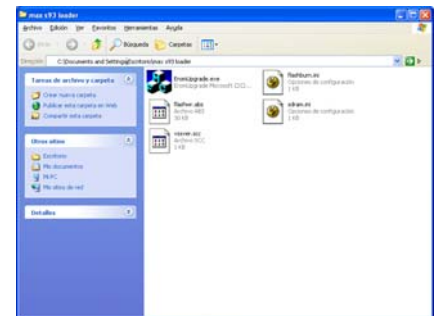 max s93 loader
Archivo Edición Ver Favoritos Herramientas Ayuda
Atrás Búsqueda Carpetas
Dirección C:\Documents and Settings\Escritorio\max s93 loader Ir
Tareas de archivo y carpeta
Crear nueva carpeta
Publicar esta carpeta en Web
Compartir esta carpeta
Otros sitios
Escritorio
Mis documentos
Mi PC
Mis sitios de red
Detalles
EromUpgrade.exe
EromUpgrade Microsoft
flashburn.ini
Opciones de configuración
1 KB
flasher.abs
Archivo ABS
30 KB
sdram.ini
Opciones de configuración
1 KB
Archivo SCC
1 KB